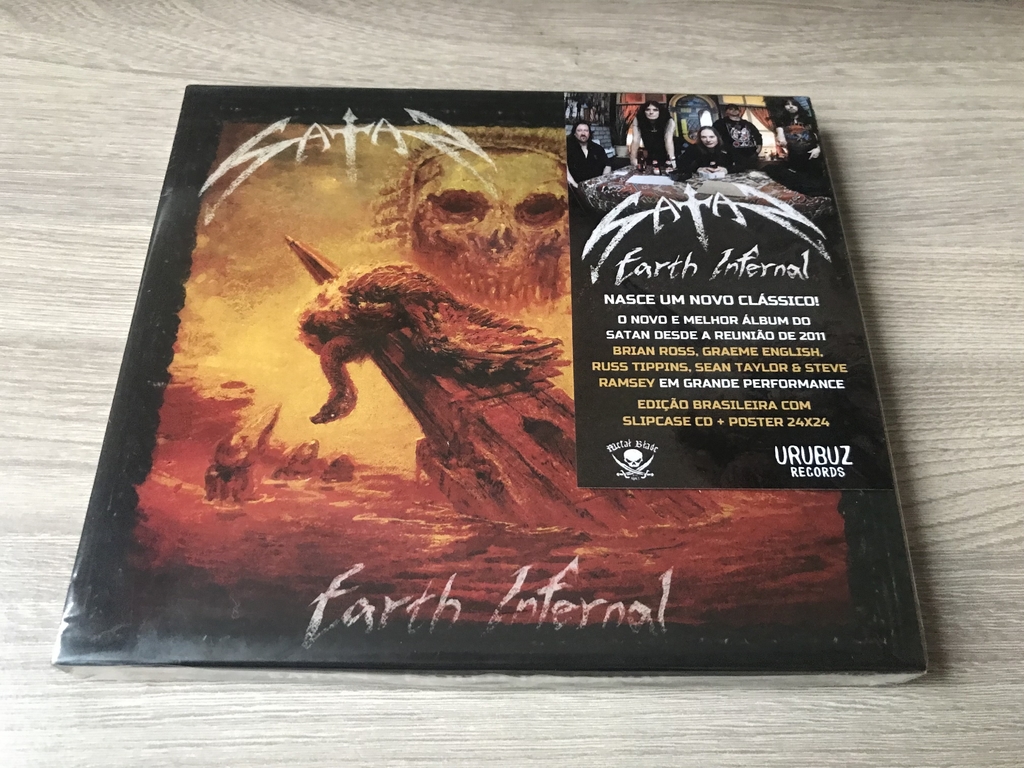 SATAN
Earth Infernal
SATAN
Earth Infernal
NASCE UM NOVO CLÁSSICO!
O NOVO E MELHOR ÁLBUM DO
SATAN DESDE A REUNIÃO DE 2011
BRIAN ROSS, GRAEME ENGLISH,
RUSS TIPPINS, SEAN TAYLOR & STEVE
RAMSEY EM GRANDE PERFORMANCE
EDIÇÃO BRASILEIRA COM
SLIPCASE CD + POSTER 24X24
Metal Blade
URUBUZ
RECORDS